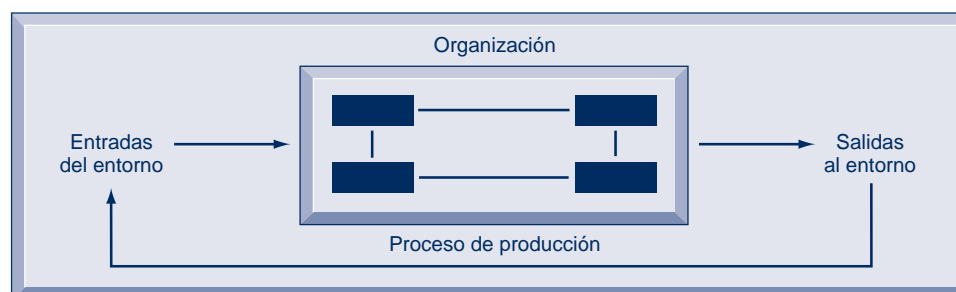 Organización
Entradas
del entorno
Salidas
al entorno
Proceso de producción